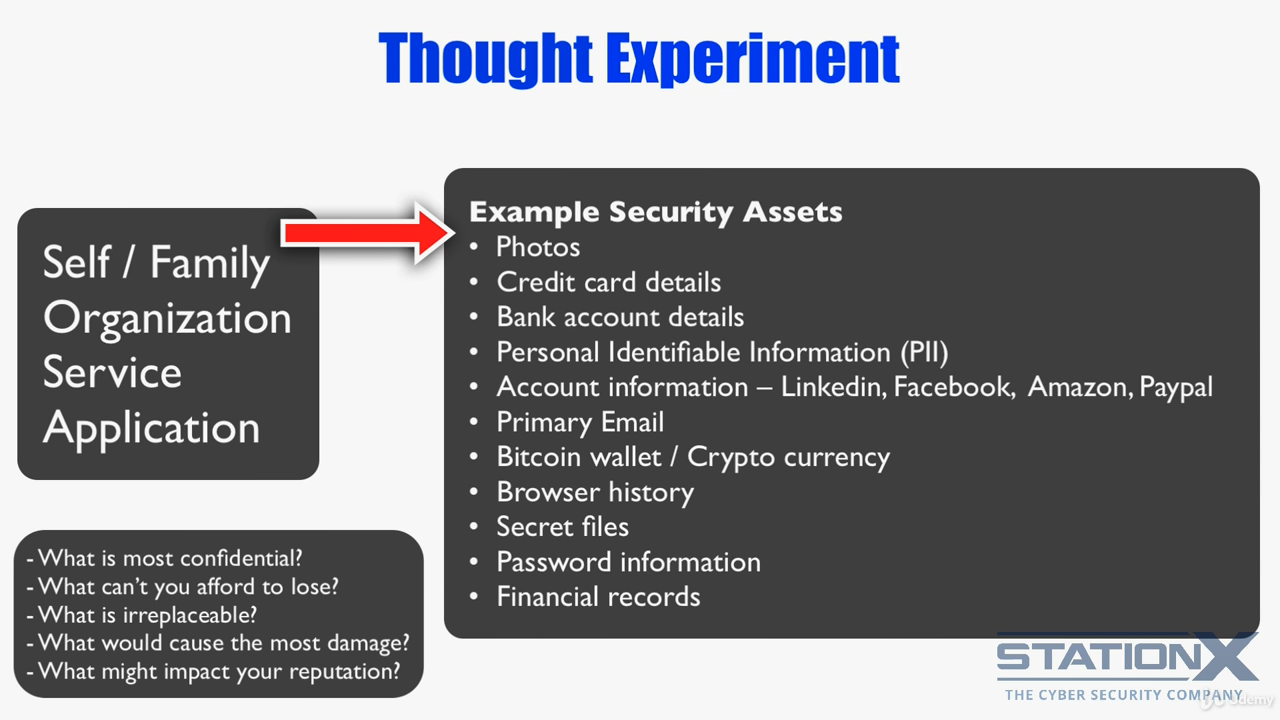 Thought Experiment
Self / Family
Organization
Service
Application
Example Security Assets
• Photos
• Credit card details
• Bank account details
• Personal Identifiable Information (PII)
• Account information – Linkedin, Facebook, Amazon, Paypal
• Primary Email
• Bitcoin wallet / Crypto currency
• Browser history
• Secret files
• Password information
• Financial records
- What is most confidential?
- What can't you afford to lose?
- What is irreplaceable?
- What would cause the most damage?
- What might impact your reputation?
STATIONX
THE CYBER SECURITY COMPANY
Udemy